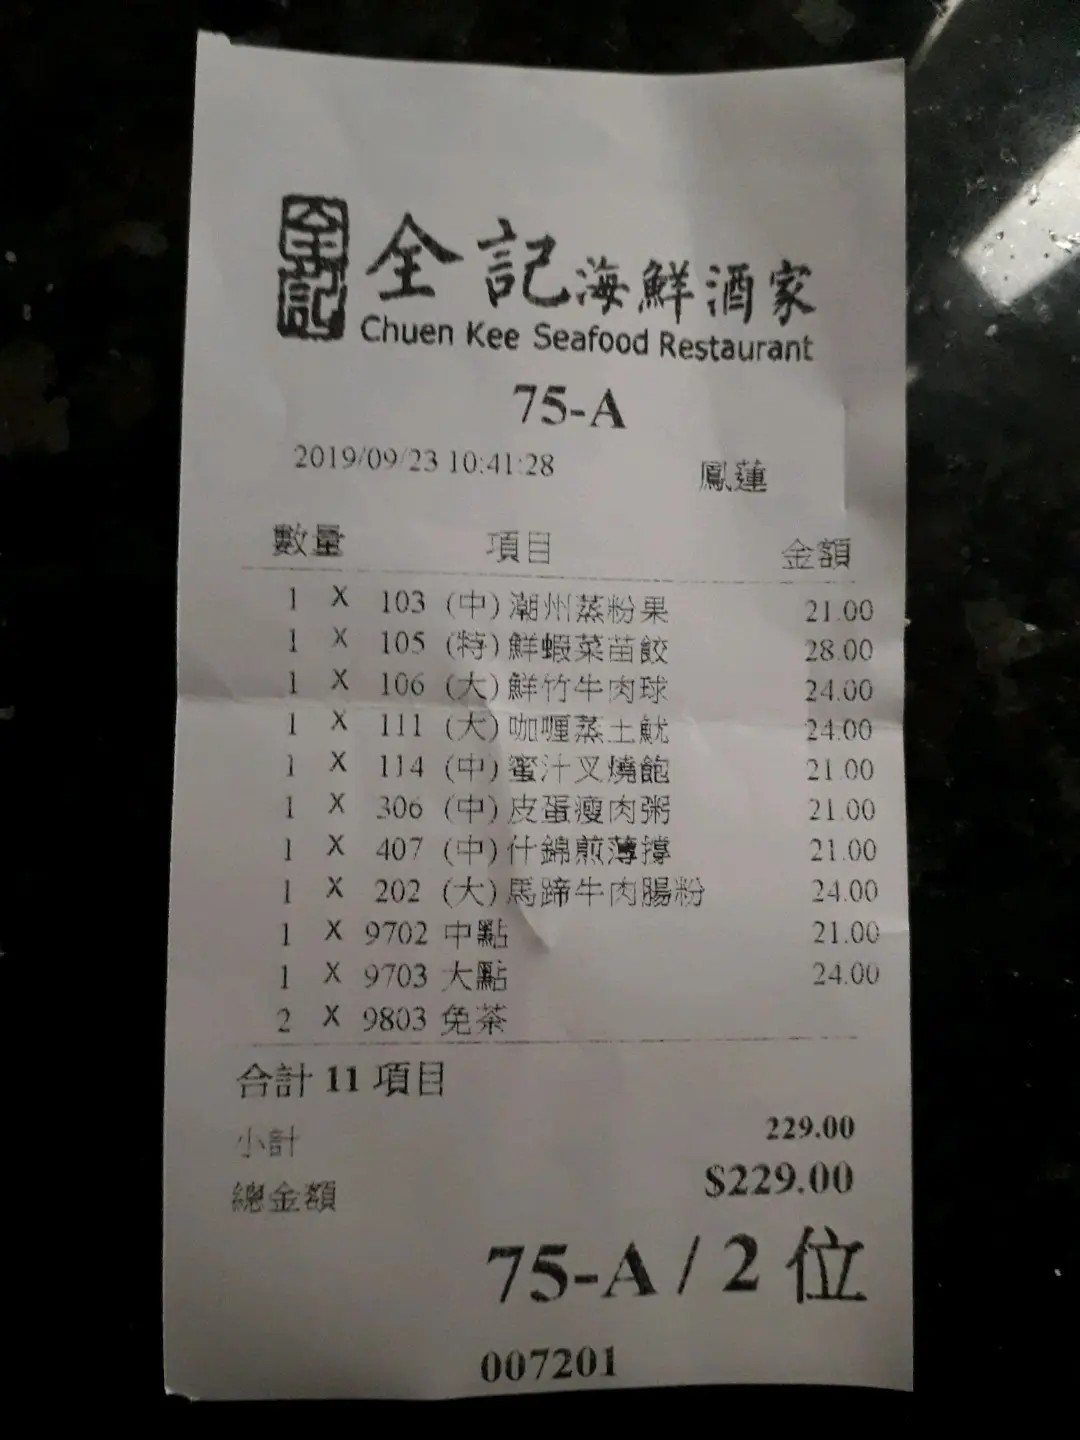 全記 全記海鮮酒家
Chuen Kee Seafood Restaurant
75-A
2019/09/23 10:41:28 鳳蓮
數量 項目 金額
1 X 103 (中) 潮州蒸粉果 21.00
1 X 105 (特) 鮮蝦菜苗餃 28.00
1 X 106 (大) 鮮竹牛肉球 24.00
1 X 111 (大) 咖喱蒸土魷 24.00
1 X 114 (中) 蜜汁叉燒飽 21.00
1 X 306 (中) 皮蛋瘦肉粥 21.00
1 X 407 (中) 什錦煎薄撐 21.00
1 X 202 (大) 馬蹄牛肉腸粉 24.00
1 X 9702 中點 21.00
1 X 9703 大點 24.00
2 X 9803 免茶
合計 11 項目
小計 229.00
總金額 $229.00
75-A / 2 位
007201